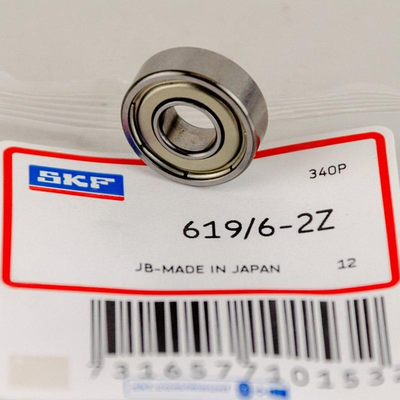 340P
SKF
619/6-2Z
JB-MADE IN JAPAN 12
7316577101532